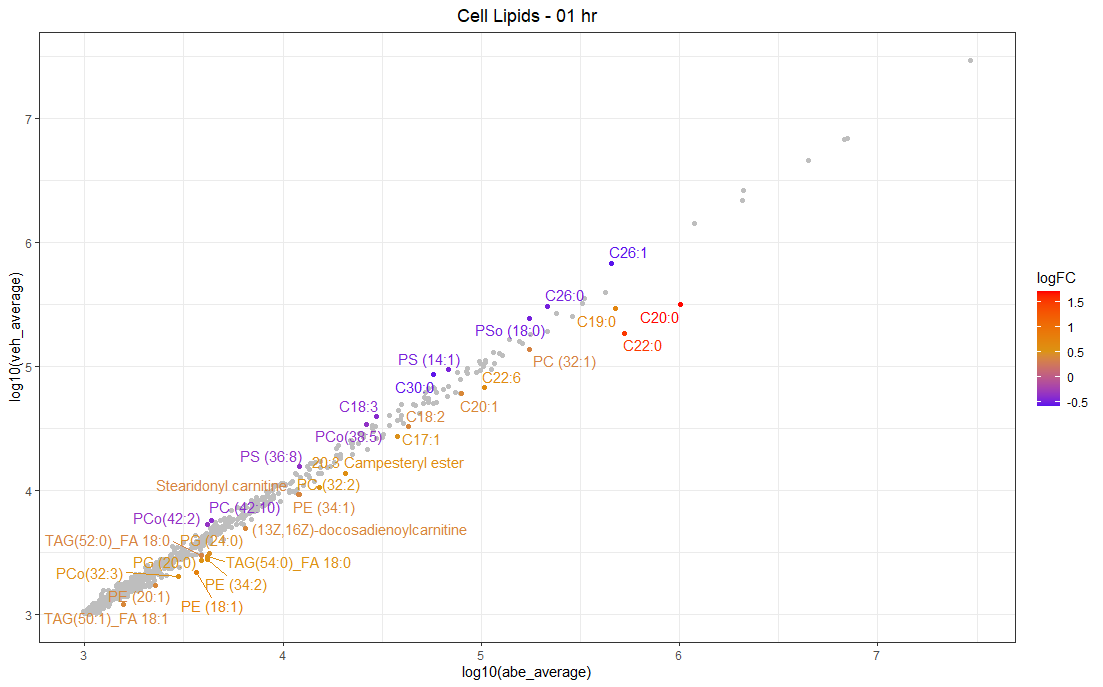 Cell Lipids - 01 hr
log10(veh_average)
7
6
5
4
3
C26:1
C26:0
C19:0
C20:0
PSo (18:0)
C22:0
PS (14:1)
PC (32:1)
C22:6
C30:0
C20:1
C18:3
C18:2
PCo(38:5)
C17:1
PS (36:8)
20:3 Campesteryl ester
Stearidonyl carnitine
PC (32:2)
PC (42:10)
PE (34:1)
PCo(42:2)
(13Z,16Z)-docosadienoylcarnitine
TAG(52:0)_FA 18:0
PG (24:0)
PG (20:0)
TAG(54:0)_FA 18:0
PCo(32:3)
PE (34:2)
PE (20:1)
PE (18:1)
TAG(50:1)_FA 18:1
3
4
5
6
7
log10(abe_average)
logFC
1.5
1
0.5
0
-0.5